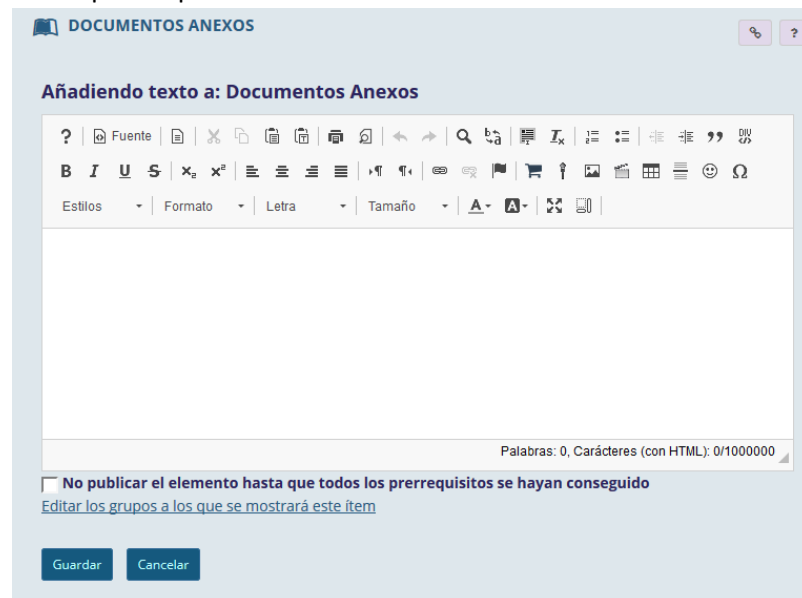 DOCUMENTOS ANEXOS
?
Añadiendo texto a: Documentos Anexos
? Fuente
B I U S x₂ x² Ω
Estilos Formato Letra Tamaño A A
Palabras: 0, Carácteres (con HTML): 0/1000000
No publicar el elemento hasta que todos los prerrequisitos se hayan conseguido
Editar los grupos a los que se mostrará este ítem
Guardar Cancelar